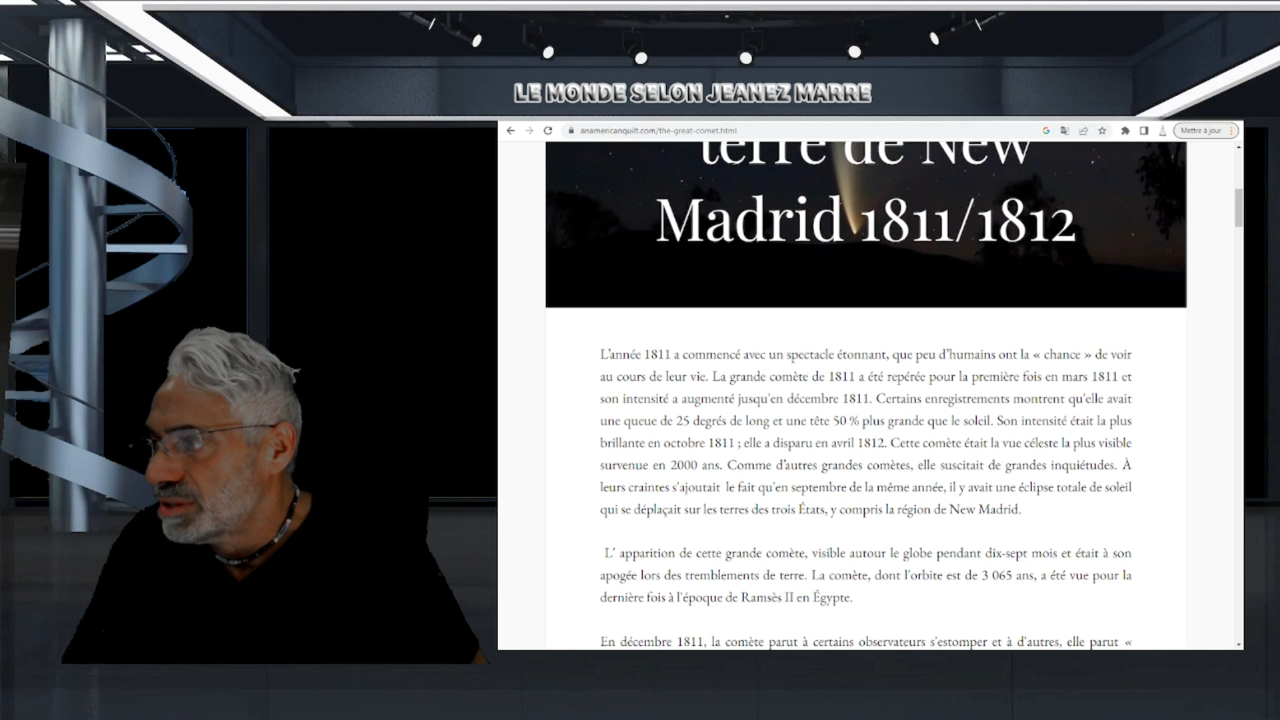 LE MONDE SELON JEANEZ MARRE
anamericanquilt.com/the-great-comet.html
Mettre à jour
terre de New
Madrid 1811/1812
L'année 1811 a commencé avec un spectacle étonnant, que peu d'humains ont la « chance » de voir
au cours de leur vie. La grande comète de 1811 a été repérée pour la première fois en mars 1811 et
son intensité a augmenté jusqu'en décembre 1811. Certains enregistrements montrent qu'elle avait
une queue de 25 degrés de long et une tête 50 % plus grande que le soleil. Son intensité était la plus
brillante en octobre 1811 ; elle a disparu en avril 1812. Cette comète était la vue céleste la plus visible
survenue en 2000 ans. Comme d'autres grandes comètes, elle suscitait de grandes inquiétudes. À
leurs craintes s'ajoutait le fait qu'en septembre de la même année, il y avait une éclipse totale de soleil
qui se déplaçait sur les terres des trois États, y compris la région de New Madrid.
L' apparition de cette grande comète, visible autour le globe pendant dix-sept mois et était à son
apogée lors des tremblements de terre. La comète, dont l'orbite est de 3 065 ans, a été vue pour la
dernière fois à l'époque de Ramsès II en Égypte.
En décembre 1811, la comète parut à certains observateurs s'estomper et à d'autres, elle parut «